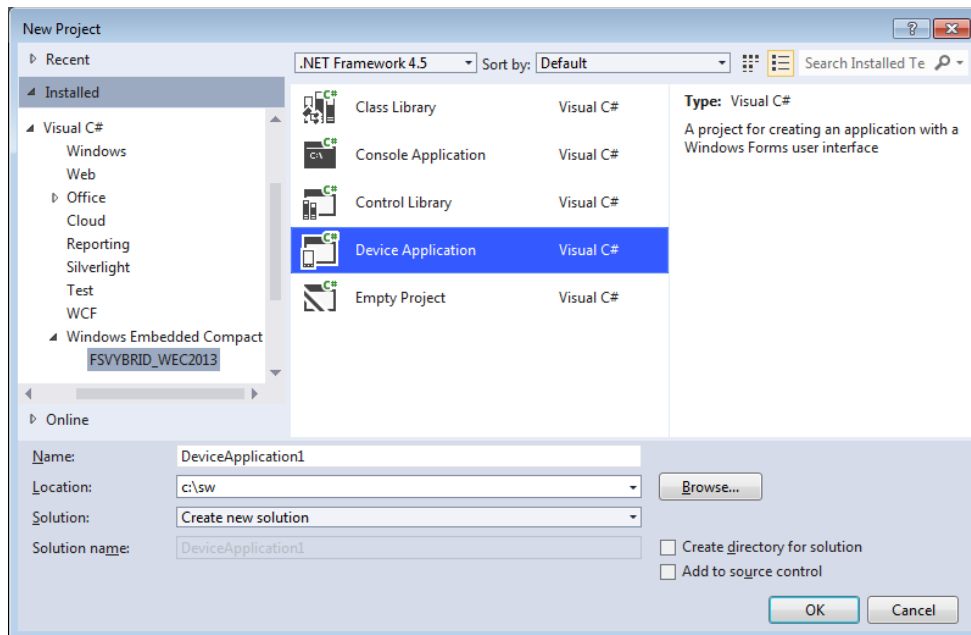 New Project
Recent
Installed
Visual C#
Windows
Web
Office
Cloud
Reporting
Silverlight
Test
WCF
Windows Embedded Compact
FSVYBRID_WEC2013
Online
.NET Framework 4.5 Sort by: Default Search Installed Te
Class Library Visual C#
Console Application Visual C#
Control Library Visual C#
Device Application Visual C#
Empty Project Visual C#
Type: Visual C#
A project for creating an application with a
Windows Forms user interface
Name: DeviceApplication1
Location: c:\sw Browse...
Solution: Create new solution
Solution name: DeviceApplication1
Create directory for solution
Add to source control
OK Cancel